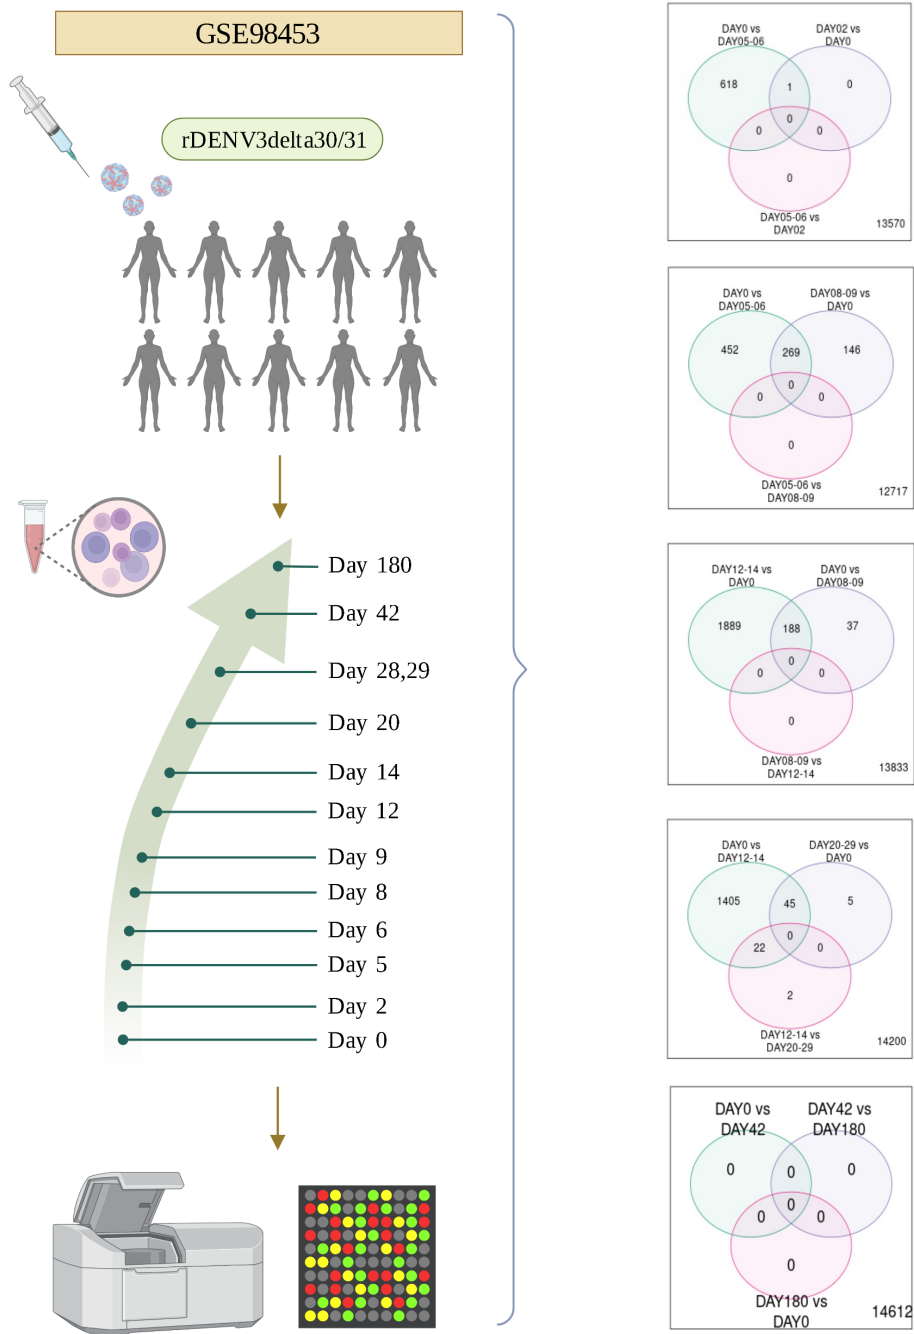 GSE98453
rDENV3delta30/31
Day 180
Day 42
Day 28,29
Day 20
Day 14
Day 12
Day 9
Day 8
Day 6
Day 5
Day 2
Day 0
DAY0 vs
DAY05-06
DAY02 vs
DAY0
618
1
0
0
0
0
0
DAY05-06 vs
DAY02
13570
DAY0 vs
DAY05-06
DAY08-09 vs
DAY0
452
269
146
0
0
0
0
DAY05-06 vs
DAY08-09
12717
DAY12-14 vs
DAY0
DAY0 vs
DAY08-09
1889
188
37
0
0
0
0
DAY08-09 vs
DAY12-14
13833
DAY0 vs
DAY12-14
DAY20-29 vs
DAY0
1405
45
5
0
22
0
2
DAY12-14 vs
DAY20-29
14200
DAY0 vs
DAY42
DAY42 vs
DAY180
0
0
0
0
0
0
0
DAY180 vs
DAY0
14612